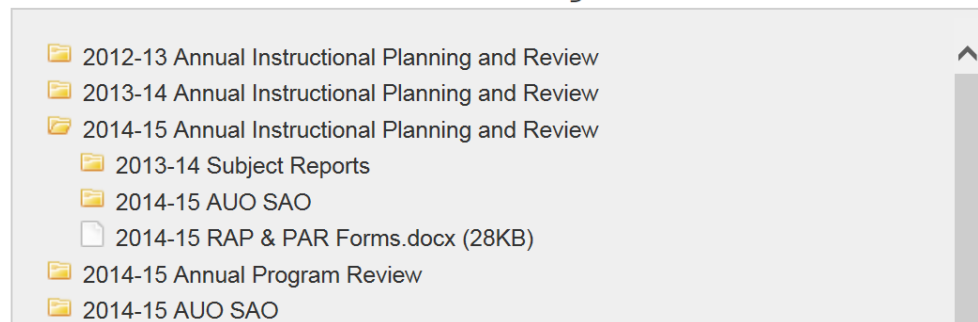 2012-13 Annual Instructional Planning and Review
2013-14 Annual Instructional Planning and Review
2014-15 Annual Instructional Planning and Review
2013-14 Subject Reports
2014-15 AUO SAO
2014-15 RAP & PAR Forms.docx (28KB)
2014-15 Annual Program Review
2014-15 AUO SAO